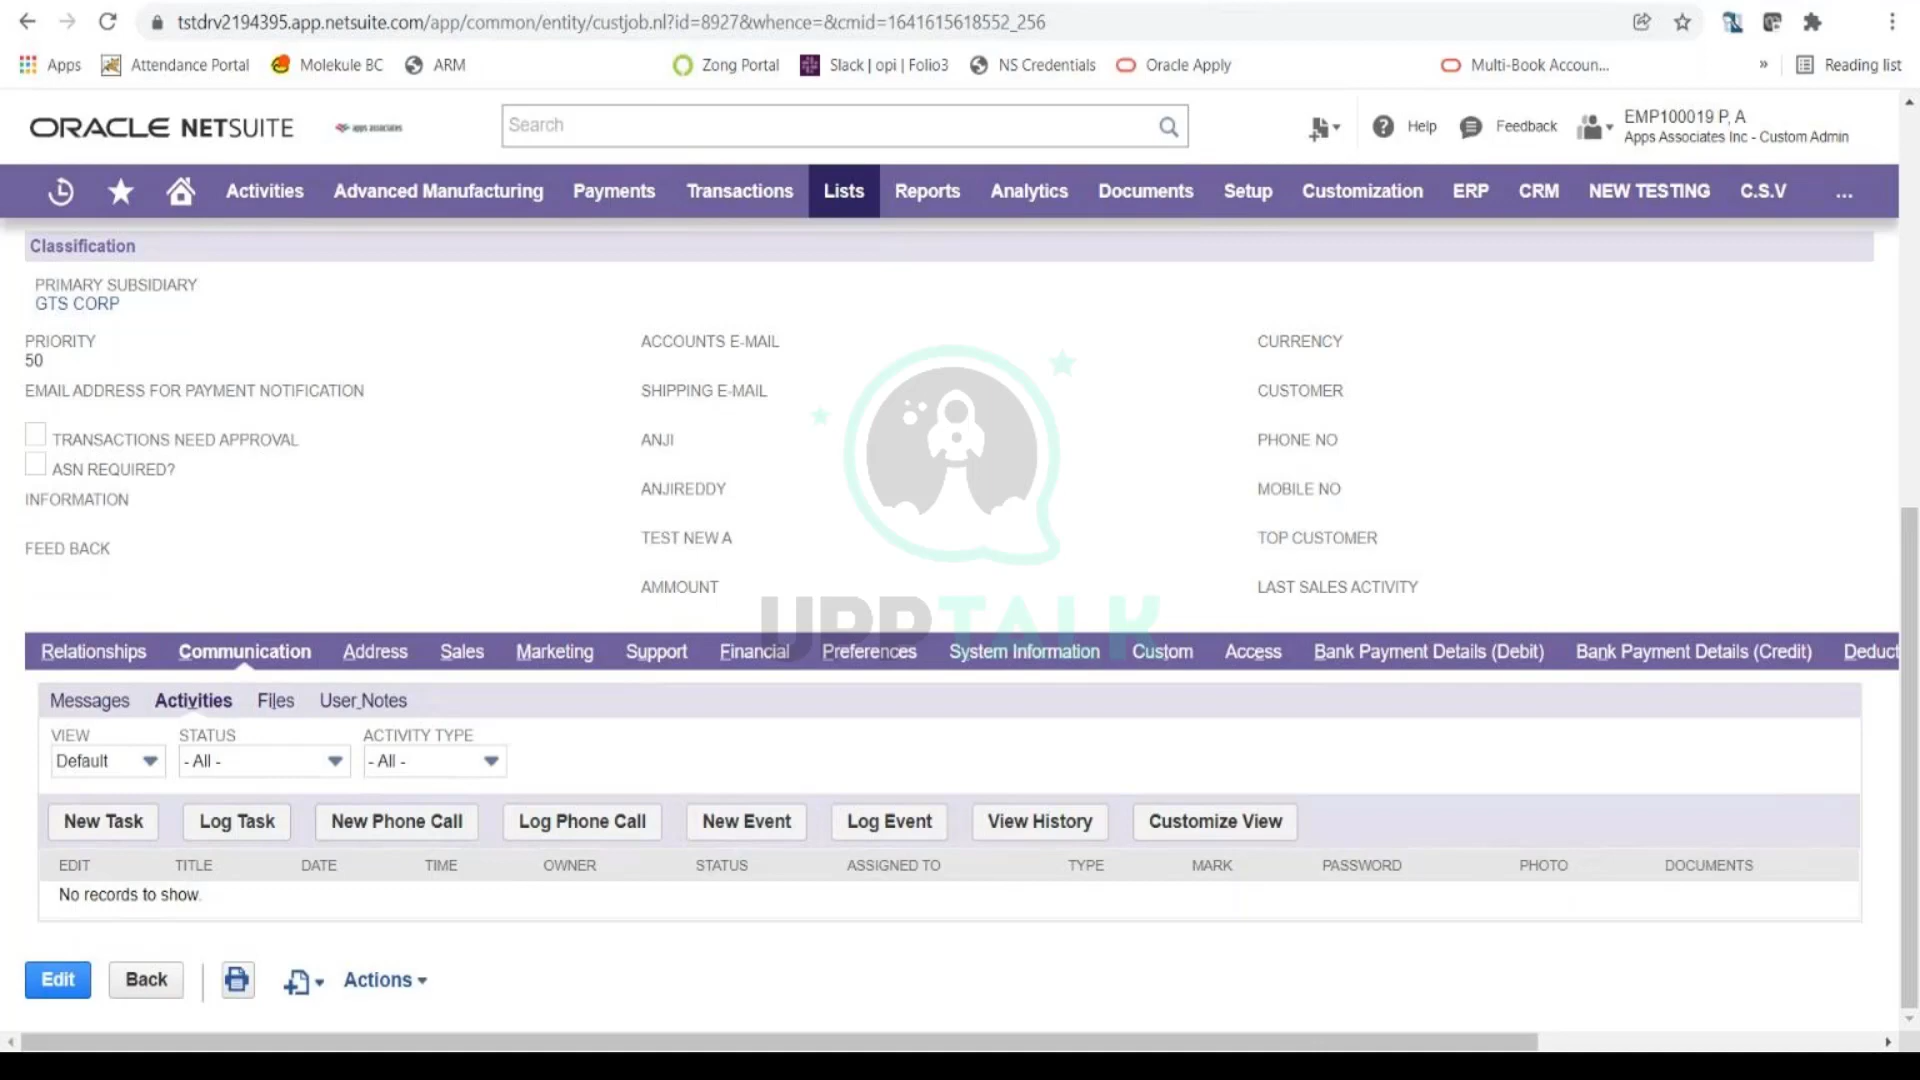 tstdrv2194395.app.netsuite.com/app/common/entity/custjob.nl?id=8927&whence=&cmid=1641615618552_256
Apps Attendance Portal Molekule BC ARM Zong Portal Slack | opi | Folio3 NS Credentials Oracle Apply Multi-Book Accoun... » Reading list
ORACLE NETSUITE apps associates Search Help Feedback EMP100019 P, A
Apps Associates Inc - Custom Admin
Activities Advanced Manufacturing Payments Transactions Lists Reports Analytics Documents Setup Customization ERP CRM NEW TESTING C.S.V ...
Classification
PRIMARY SUBSIDIARY
GTS CORP
PRIORITY ACCOUNTS E-MAIL CURRENCY
50
EMAIL ADDRESS FOR PAYMENT NOTIFICATION SHIPPING E-MAIL CUSTOMER
TRANSACTIONS NEED APPROVAL ANJI PHONE NO
ASN REQUIRED?
ANJIREDDY MOBILE NO
INFORMATION
TEST NEW A TOP CUSTOMER
FEED BACK
AMMOUNT LAST SALES ACTIVITY
UPPTALK
Relationships Communication Address Sales Marketing Support Financial Preferences System Information Custom Access Bank Payment Details (Debit) Bank Payment Details (Credit) Deduct
Messages Activities Files User Notes
VIEW STATUS ACTIVITY TYPE
Default - All - - All -
New Task Log Task New Phone Call Log Phone Call New Event Log Event View History Customize View
EDIT TITLE DATE TIME OWNER STATUS ASSIGNED TO TYPE MARK PASSWORD PHOTO DOCUMENTS
No records to show.
Edit Back Actions